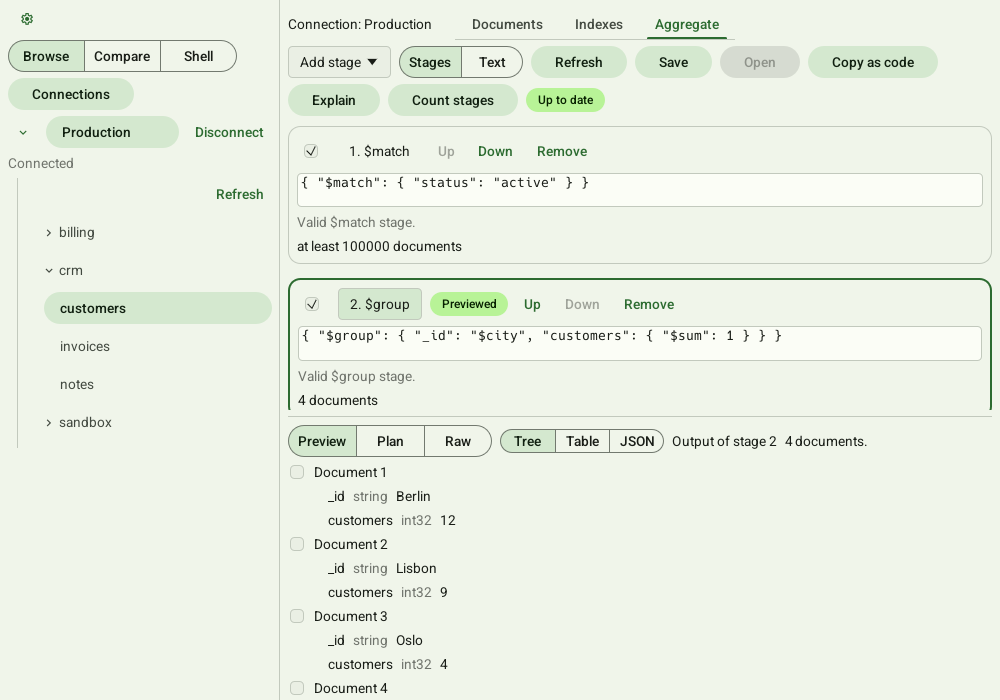 Browse Compare Shell
Connections
Production Disconnect
Connected
Refresh
billing
crm
customers
invoices
notes
sandbox
Connection: Production Documents Indexes Aggregate
Add stage Stages Text Refresh Save Open Copy as code
Explain Count stages Up to date
1. $match Up Down Remove
{ "$match": { "status": "active" } }
Valid $match stage.
at least 100000 documents
2. $group Previewed Up Down Remove
{ "$group": { "_id": "$city", "customers": { "$sum": 1 } } }
Valid $group stage.
4 documents
Preview Plan Raw Tree Table JSON Output of stage 2 4 documents.
Document 1
_id string Berlin
customers int32 12
Document 2
_id string Lisbon
customers int32 9
Document 3
_id string Oslo
customers int32 4
Document 4